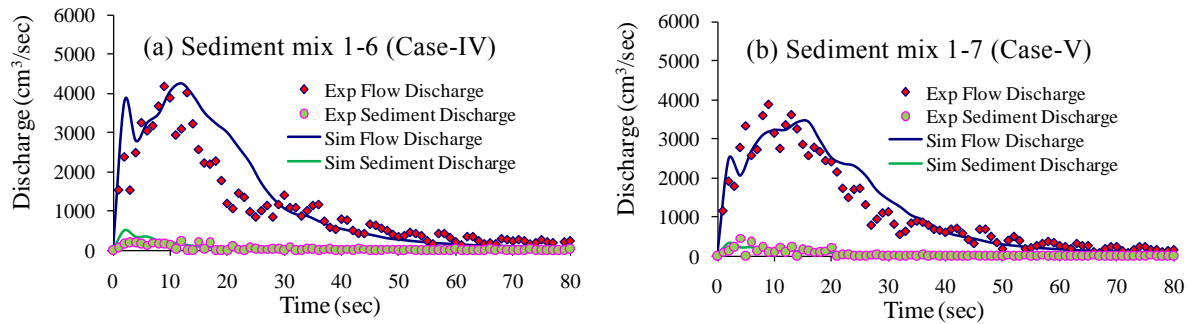 (a) Sediment mix 1-6 (Case-IV)
Discharge (cm³/sec)
6000
5000
4000
3000
2000
1000
0
Exp Flow Discharge
Exp Sediment Discharge
Sim Flow Discharge
Sim Sediment Discharge
0 10 20 30 40 50 60 70 80
Time (sec)
(b) Sediment mix 1-7 (Case-V)
Discharge (cm³/sec)
6000
5000
4000
3000
2000
1000
0
Exp Flow Discharge
Exp Sediment Discharge
Sim Flow Discharge
Sim Sediment Discharge
0 10 20 30 40 50 60 70 80
Time (sec)